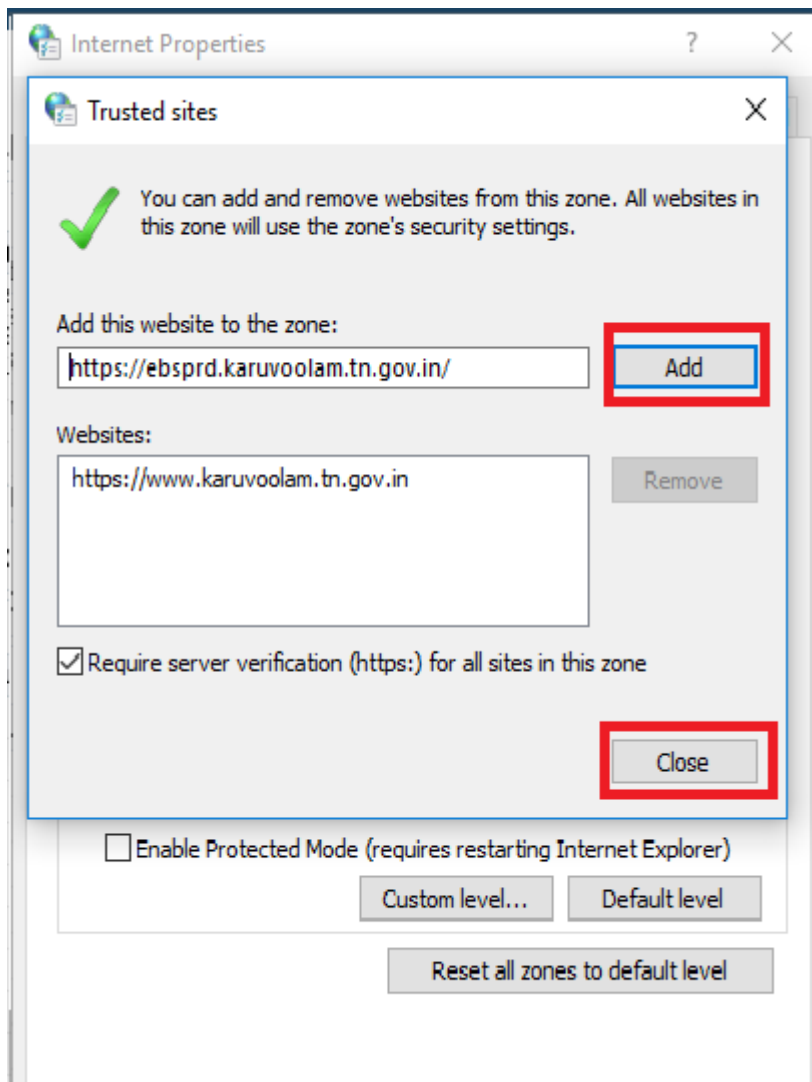 Internet Properties
Trusted sites
You can add and remove websites from this zone. All websites in
this zone will use the zone's security settings.
Add this website to the zone:
https://ebsprd.karuvoolam.tn.gov.in/
Add
Websites:
https://www.karuvoolam.tn.gov.in
Remove
Require server verification (https:) for all sites in this zone
Close
Enable Protected Mode (requires restarting Internet Explorer)
Custom level...
Default level
Reset all zones to default level